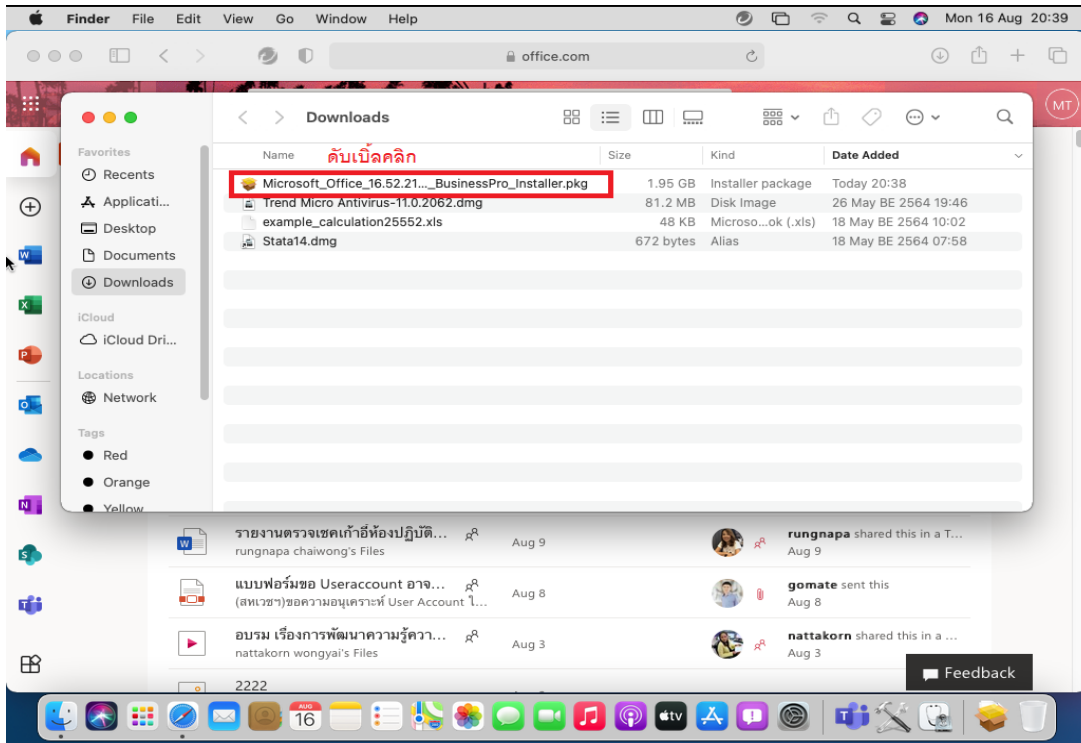 Finder File Edit View Go Window Help Mon 16 Aug 20:39
office.com
MT
Downloads
Favorites
Recents
Applicati...
Desktop
Documents
Downloads
iCloud
iCloud Dri...
Locations
Network
Tags
Red
Orange
Yellow
Name ดับเบิ้ลคลิก Size Kind Date Added
Microsoft_Office_16.52.21..._BusinessPro_Installer.pkg 1.95 GB Installer package Today 20:38
Trend Micro Antivirus-11.0.2062.dmg 81.2 MB Disk Image 26 May BE 2564 19:46
example_calculation25552.xls 48 KB Microso...ok (.xls) 18 May BE 2564 10:02
Stata14.dmg 672 bytes Alias 18 May BE 2564 07:58
รายงานตรวจเชคเก้าอี่ห้องปฏิบัติ... Aug 9 rungnapa shared this in a T...
rungnapa chaiwong's Files Aug 9
แบบฟอร์มขอ Useraccount อาจ... Aug 8 gomate sent this
(สหเวชฯ)ขอความอนุเคราะห์ User Account ใ... Aug 8
อบรม เรื่องการพัฒนาความรู้ควา... Aug 3 nattakorn shared this in a ...
nattakorn wongyai's Files Aug 3
2222
Feedback
AUG
16
tv